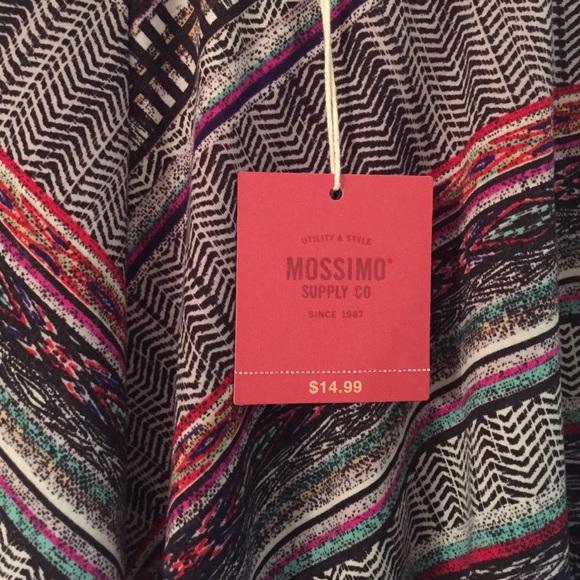 UTILITY & STYLE
MOSSIMO®
SUPPLY CO
SINCE 1987
$14.99